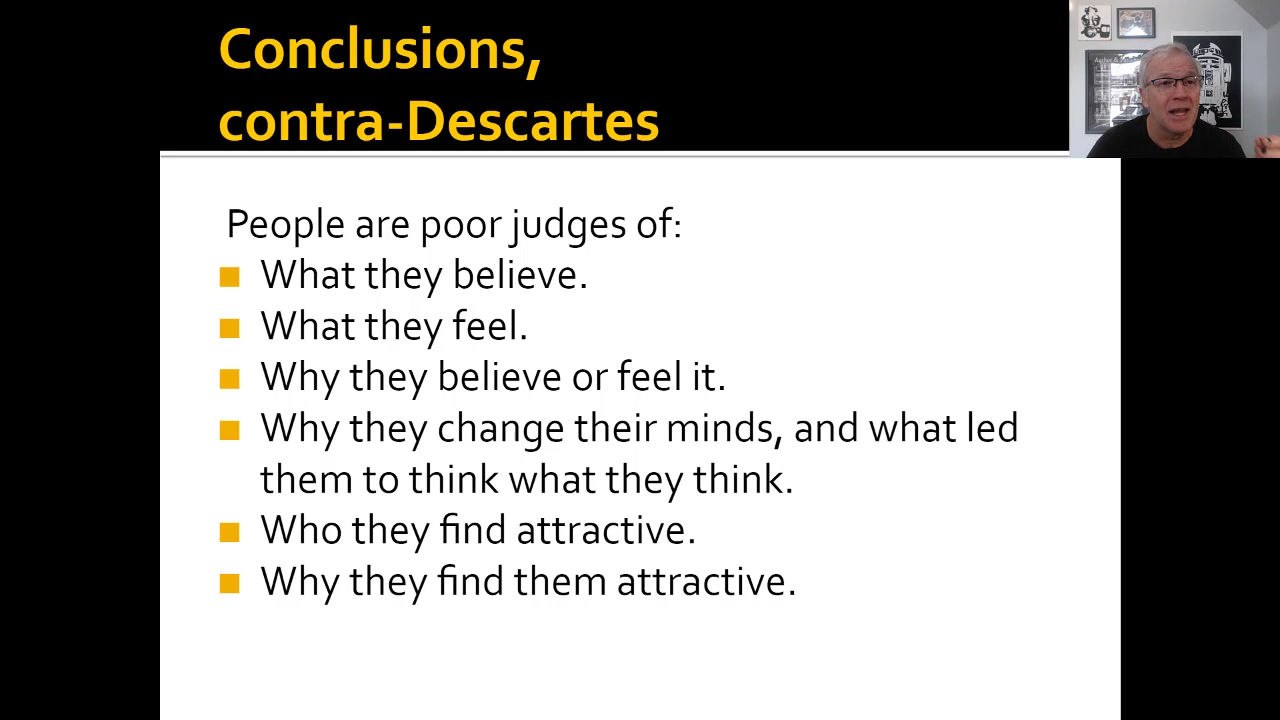 Conclusions,
contra-Descartes
People are poor judges of:
What they believe.
What they feel.
Why they believe or feel it.
Why they change their minds, and what led
them to think what they think.
Who they find attractive.
Why they find them attractive.